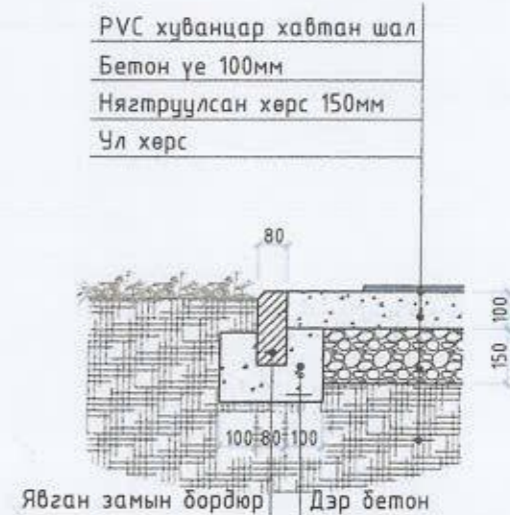 PVC хуванцар хавтан шал
Бетон үе 100мм
Нягтруулсан хөрс 150мм
Ул хөрс
80
100
150
100 80 100
Явган замын бордюр
Дэр бетон